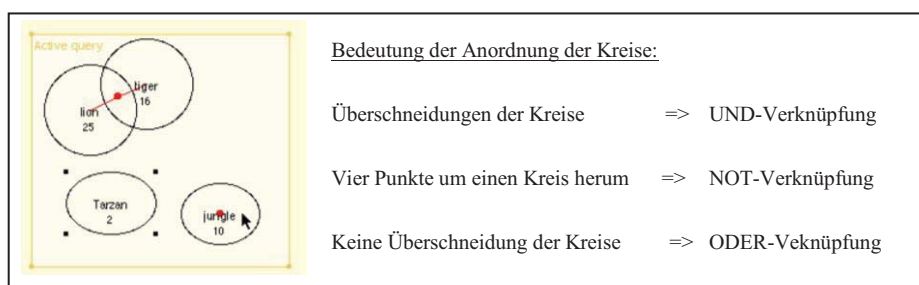 Active query
tiger
16
lion
25
Tarzan
2
jungle
10
Bedeutung der Anordnung der Kreise:
Überschneidungen der Kreise => UND-Verknüpfung
Vier Punkte um einen Kreis herum => NOT-Verknüpfung
Keine Überschneidung der Kreise => ODER-Veknüpfung